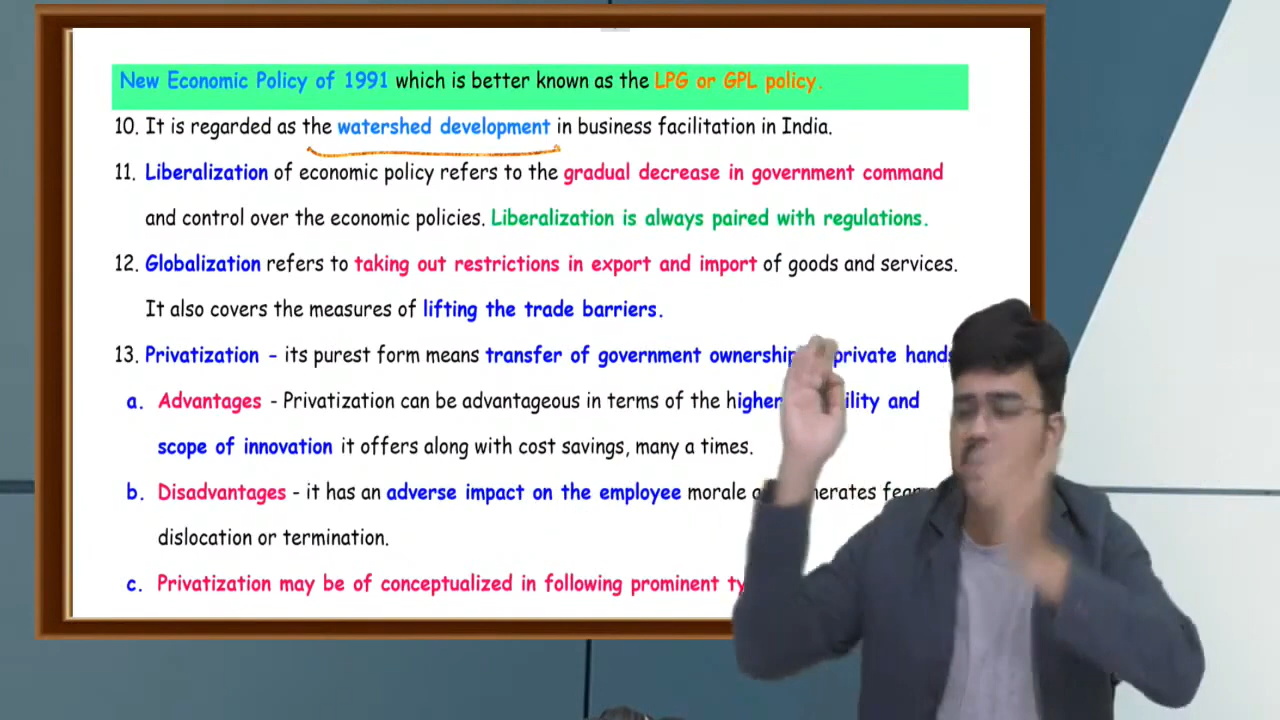 New Economic Policy of 1991 which is better known as the LPG or GPL policy.
10. It is regarded as the watershed development in business facilitation in India.
11. Liberalization of economic policy refers to the gradual decrease in government command
and control over the economic policies. Liberalization is always paired with regulations.
12. Globalization refers to taking out restrictions in export and import of goods and services.
It also covers the measures of lifting the trade barriers.
13. Privatization - its purest form means transfer of government ownership private hands
a. Advantages - Privatization can be advantageous in terms of the higher and
scope of innovation it offers along with cost savings, many a times.
b. Disadvantages - it has an adverse impact on the employee morale fear
dislocation or termination.
c. Privatization may be of conceptualized in following prominent